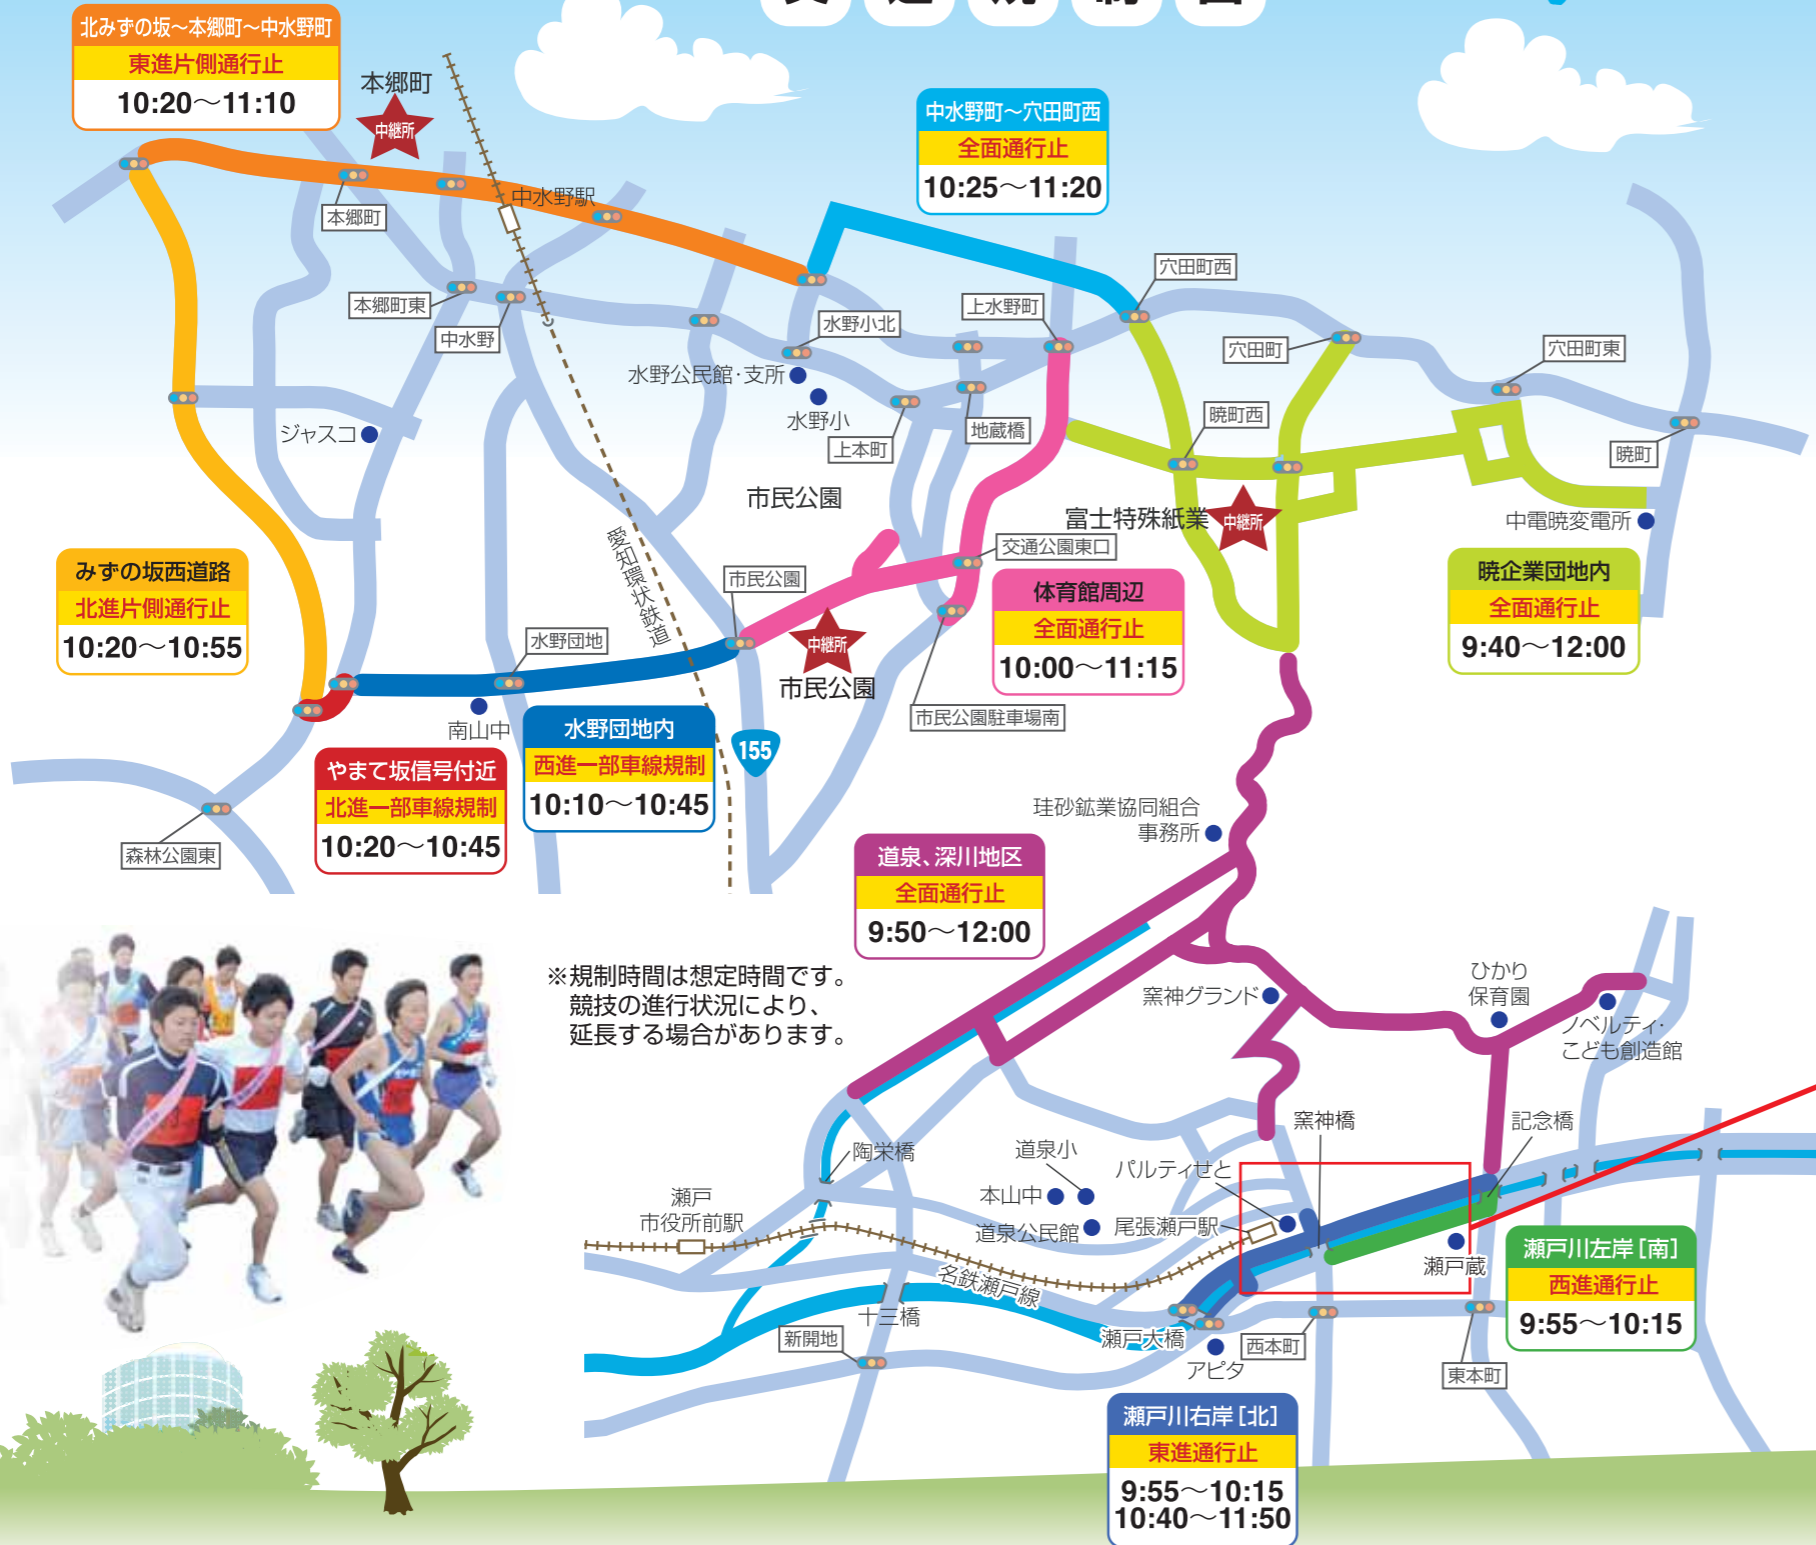 北みずの坂～本郷町～中水野町
東進片側通行止
10:20～11:10
本郷町
中継所
中水野町～穴田町西
全面通行止
10:25～11:20
本郷町
中水野駅
穴田町西
本郷町東
中水野
水野小北
上水野町
穴田町
穴田町東
水野公民館・支所
水野小
ジャスコ
上本町
地蔵橋
暁町西
暁町
市民公園
富士特殊紙業
中継所
中電暁変電所
愛知環状鉄道
交通公園東口
市民公園
みずの坂西道路
北進片側通行止
10:20～10:55
体育館周辺
全面通行止
10:00～11:15
暁企業団地内
全面通行止
9:40～12:00
水野団地
中継所
市民公園
南山中
市民公園駐車場南
水野団地内
西進一部車線規制
10:10～10:45
155
やまて坂信号付近
北進一部車線規制
10:20～10:45
森林公園東
珪砂鉱業協同組合
事務所
道泉、深川地区
全面通行止
9:50～12:00
※規制時間は想定時間です。
競技の進行状況により、
延長する場合があります。
窯神グランド
ひかり
保育園
ノベルティ・
こども創造館
窯神橋
記念橋
陶栄橋
道泉小
パルティせと
本山中
瀬戸
市役所前駅
道泉公民館
尾張瀬戸駅
瀬戸蔵
瀬戸川左岸［南］
西進通行止
9:55～10:15
名鉄瀬戸線
十三橋
新開地
瀬戸大橋
アピタ
西本町
東本町
瀬戸川右岸［北］
東進通行止
9:55～10:15
10:40～11:50